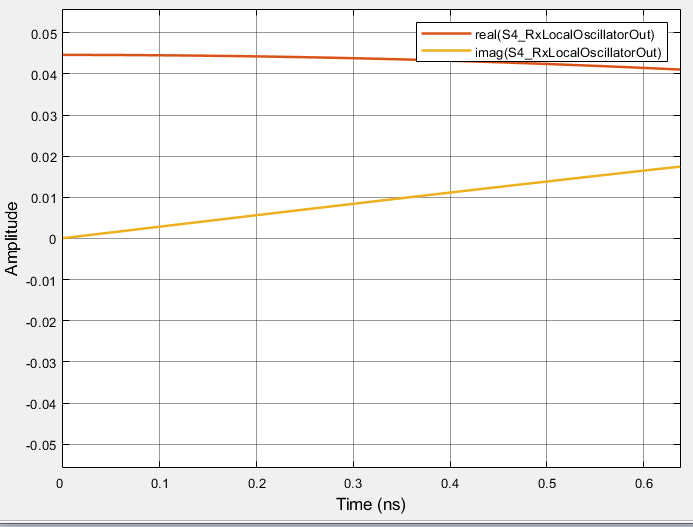 real(S4_RxLocalOscillatorOut)
imag(S4_RxLocalOscillatorOut)
0.05
0.04
0.03
0.02
0.01
0
-0.01
-0.02
-0.03
-0.04
-0.05
Amplitude
0 0.1 0.2 0.3 0.4 0.5 0.6
Time (ns)